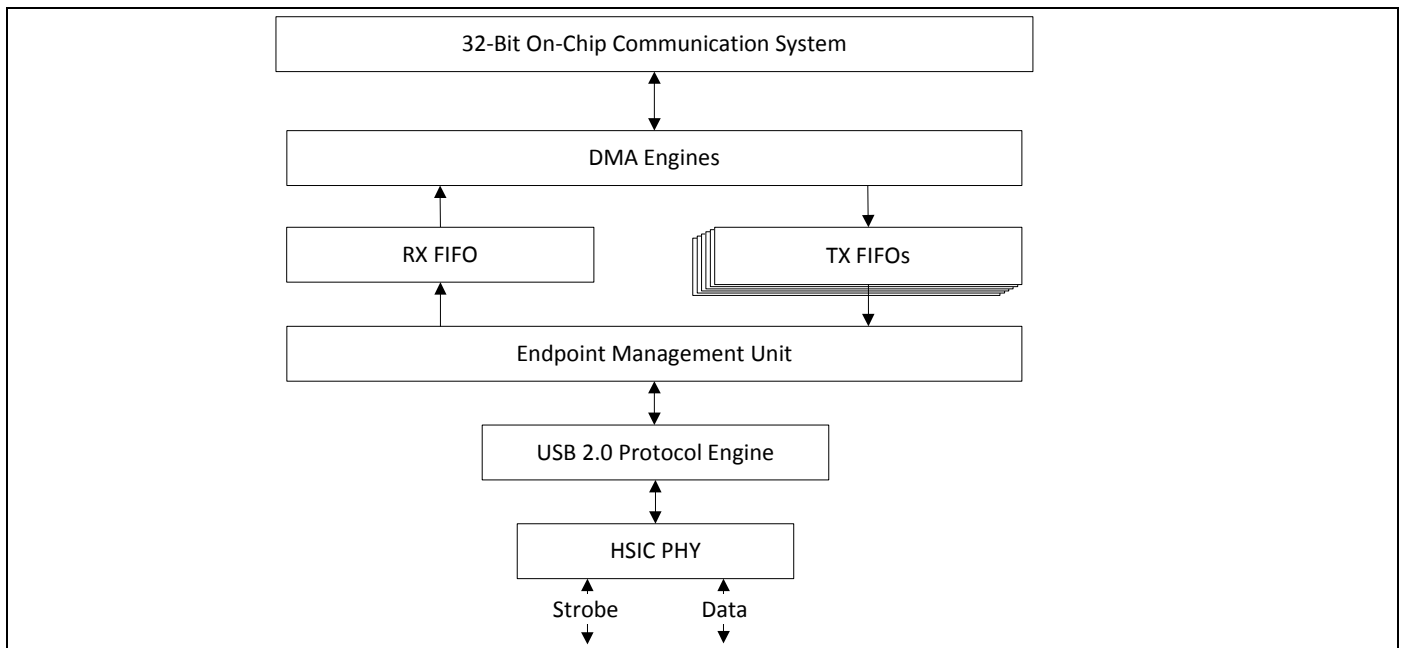 32-Bit On-Chip Communication System
DMA Engines
RX FIFO
TX FIFOs
Endpoint Management Unit
USB 2.0 Protocol Engine
HSIC PHY
Strobe
Data